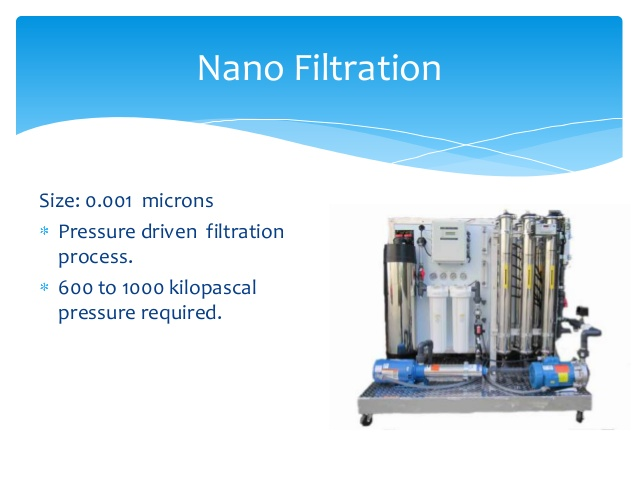 Nano Filtration
Size: 0.001 microns
Pressure driven filtration
process.
600 to 1000 kilopascal
pressure required.